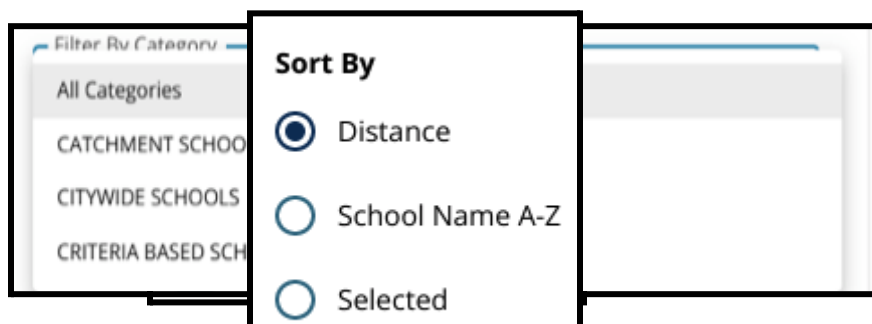 Filter By Category
All Categories
CATCHMENT SCHOO
CITYWIDE SCHOOLS
CRITERIA BASED SCH
Sort By
Distance
School Name A-Z
Selected